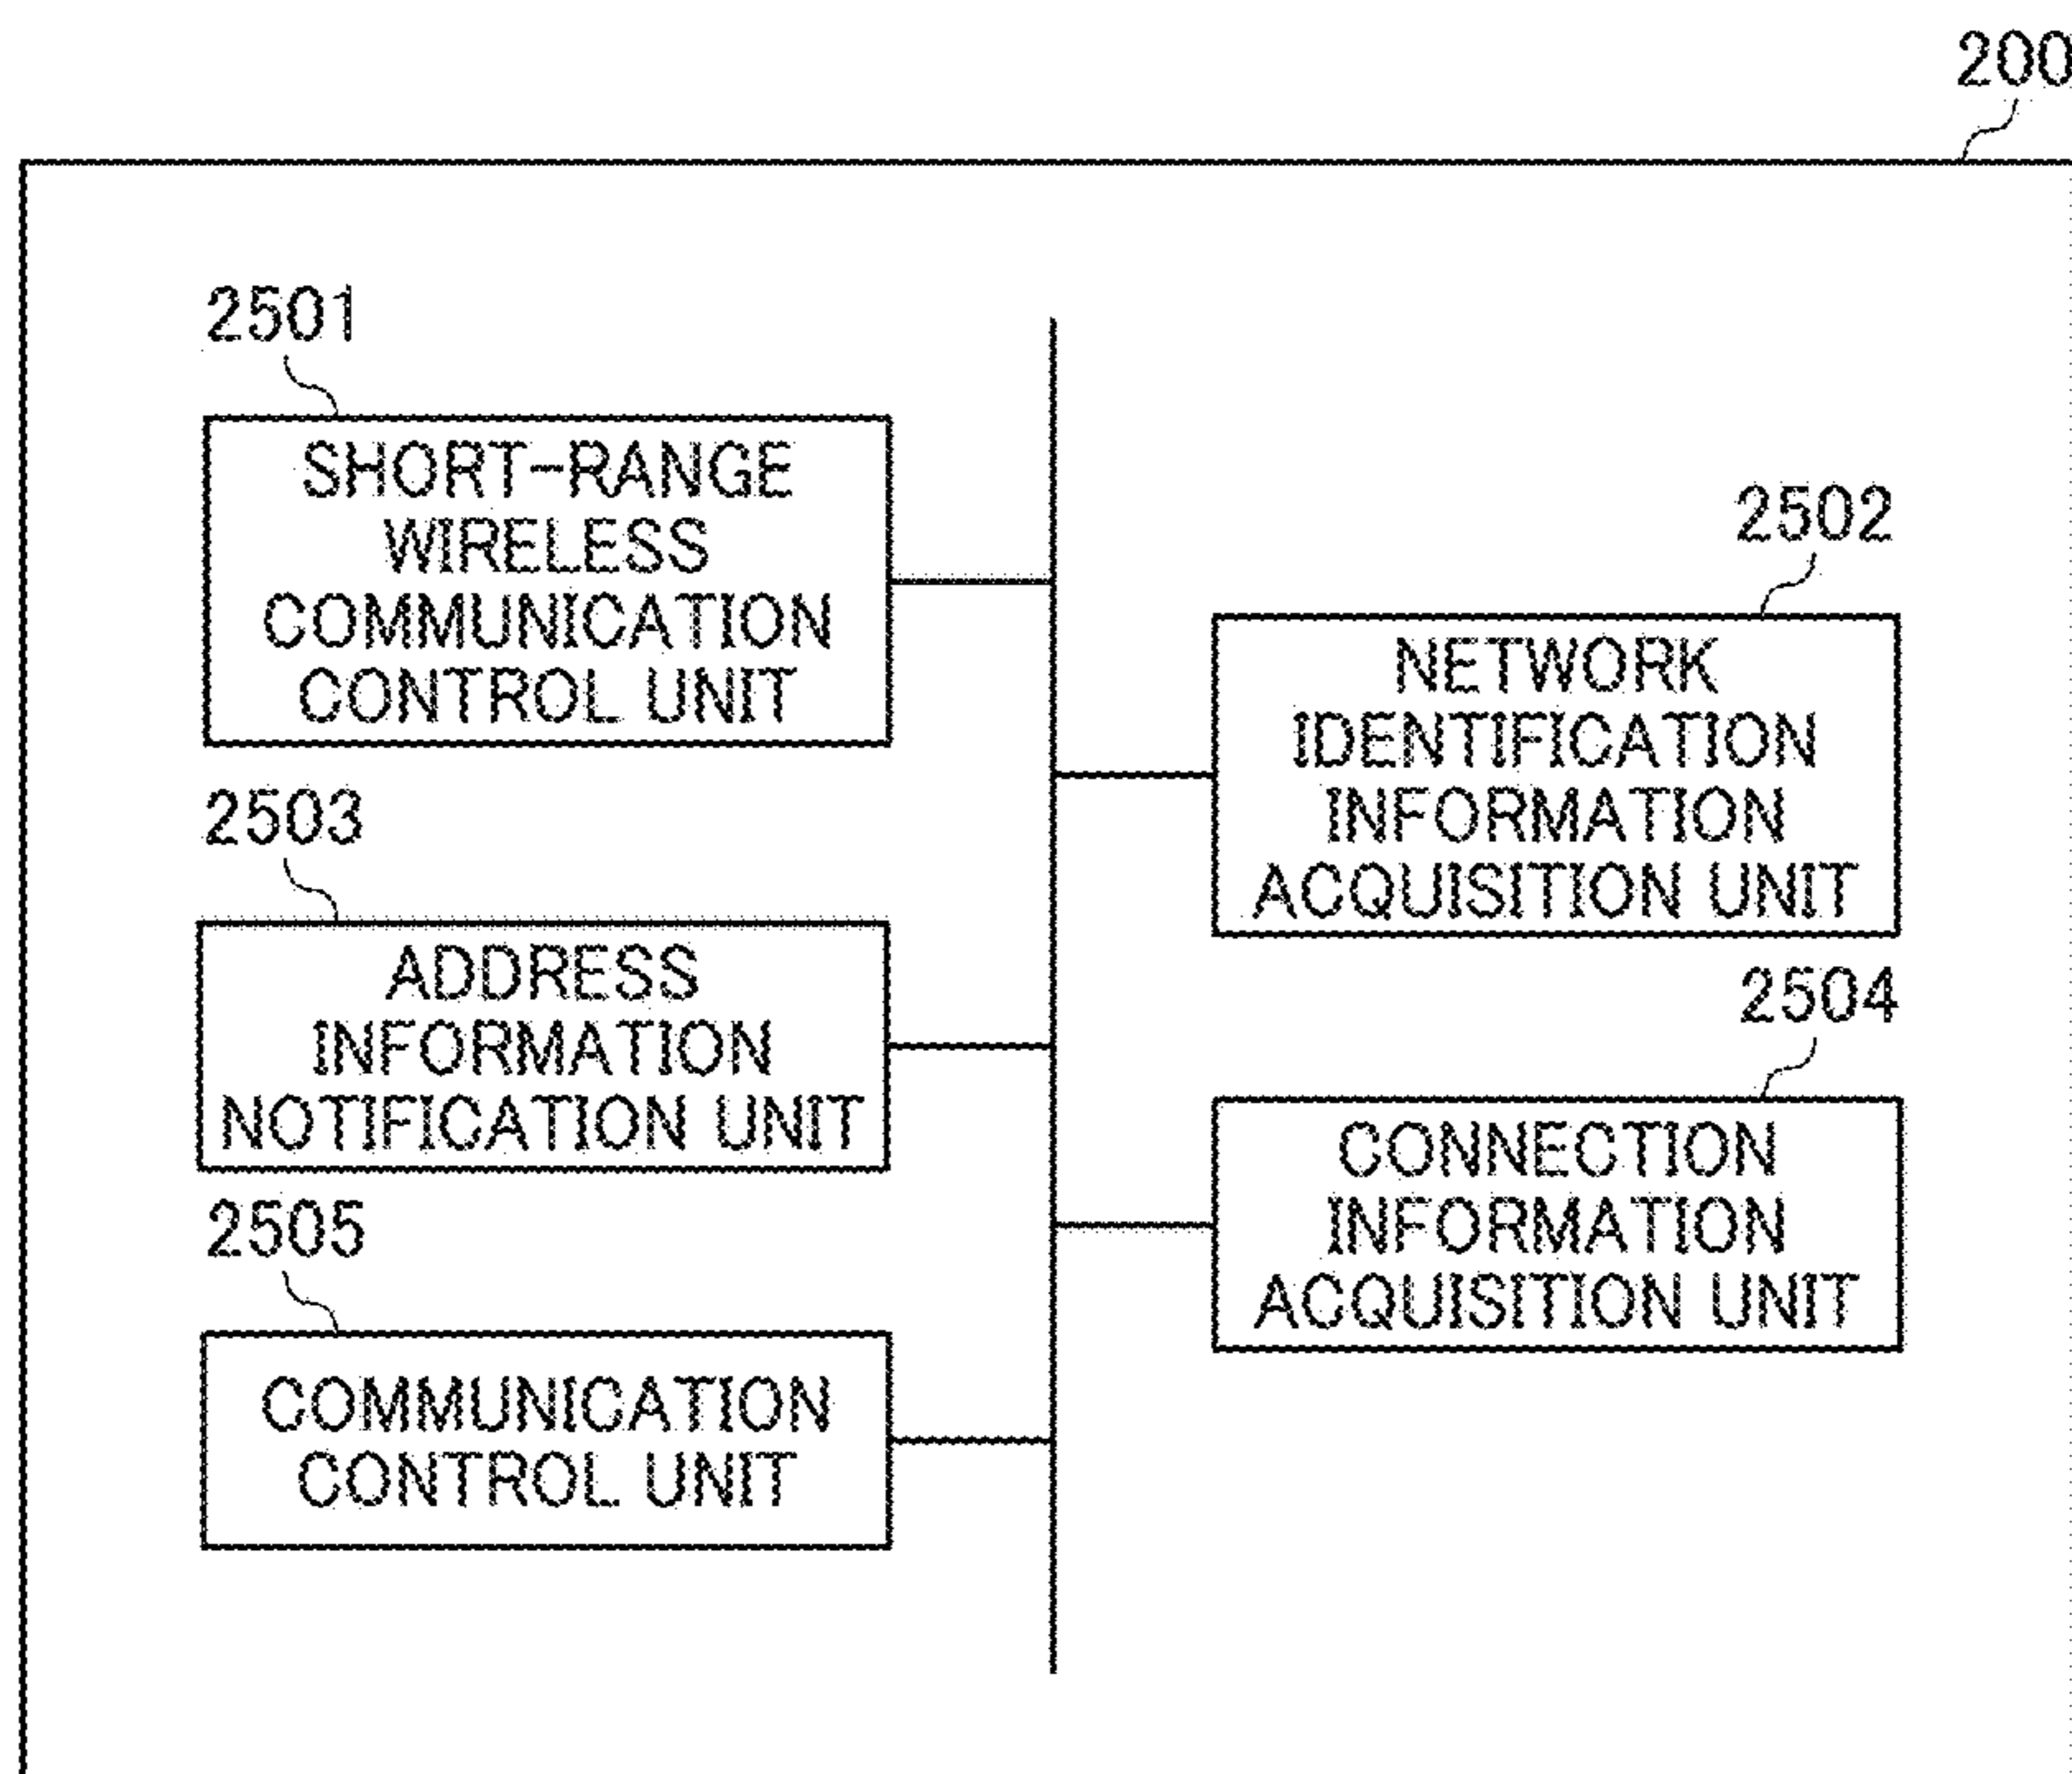 200
2501
SHORT-RANGE
WIRELESS
COMMUNICATION
CONTROL UNIT
2502
NETWORK
IDENTIFICATION
INFORMATION
ACQUISITION UNIT
2503
ADDRESS
INFORMATION
NOTIFICATION UNIT
2504
CONNECTION
INFORMATION
ACQUISITION UNIT
2505
COMMUNICATION
CONTROL UNIT